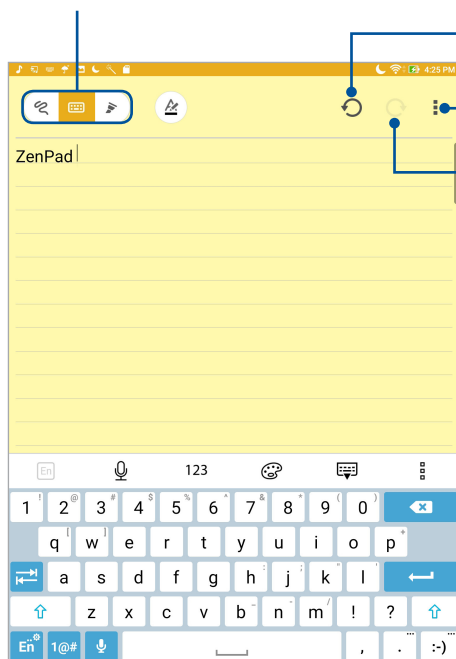 4:25 PM
ZenPad
En 123
1 ! 2 @ 3 # 4 $ 5 % 6 ^ 7 & 8 * 9 ( 0 )
q [ w ] e r t y u i o p +
a s d f g h : j ; k " l '
z x c v b _ n - m / ! ?
En 1@# , . ... :-) ...